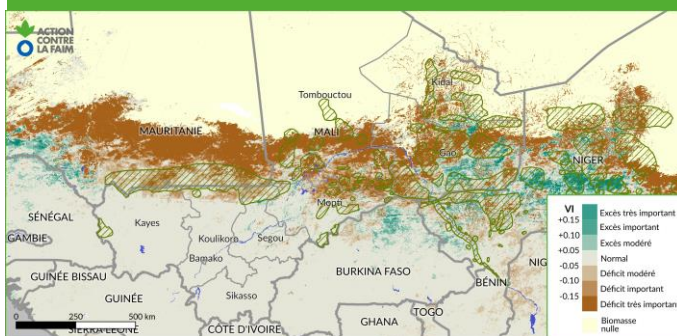 ACTION
CONTRE
LA FAIM
Kidal
Tombouctou
MAURITANIE
MALI
Gao
NIGER
SÉNÉGAL
Kayes
Mopti
GAMBIE
Koulikoro
Segou
Bamako
GUINÉE BISSAU
BURKINA FASO
BÉNIN
GUINÉE
Sikasso
TOGO
0 250 500 km
SIERRA LEONE
CÔTE D'IVOIRE
GHANA
VI
+0.15
+0.10
+0.05
-0.05
-0.10
-0.15
Excès très important
Excès important
Excès modéré
Normal
Déficit modéré
Déficit important
Déficit très important
Biomasse
nulle